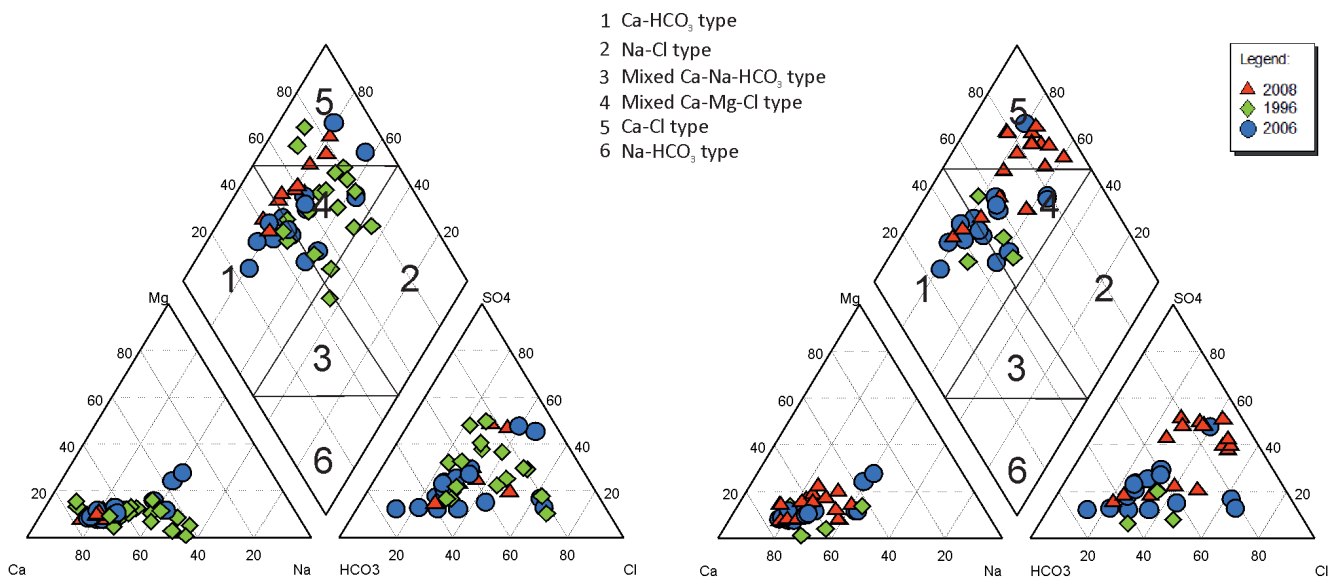 1 Ca-HCO₃ type
2 Na-Cl type
3 Mixed Ca-Na-HCO₃ type
4 Mixed Ca-Mg-Cl type
5 Ca-Cl type
6 Na-HCO₃ type
Legend:
2008
1996
2006
80 5 80
60 60
40 40
20 4
1 2
Mg SO4
3
6
80 80
60 60
40 40
20 20
80 60 40 20
20 40 60 80
Ca Na HCO3 Cl
80 5 80
60 60
40 40
20 4 20
1 2
Mg SO4
3
6
80 80
60 60
40 40
20 20
80 60 40 20
20 40 60 80
Ca Na HCO3 Cl